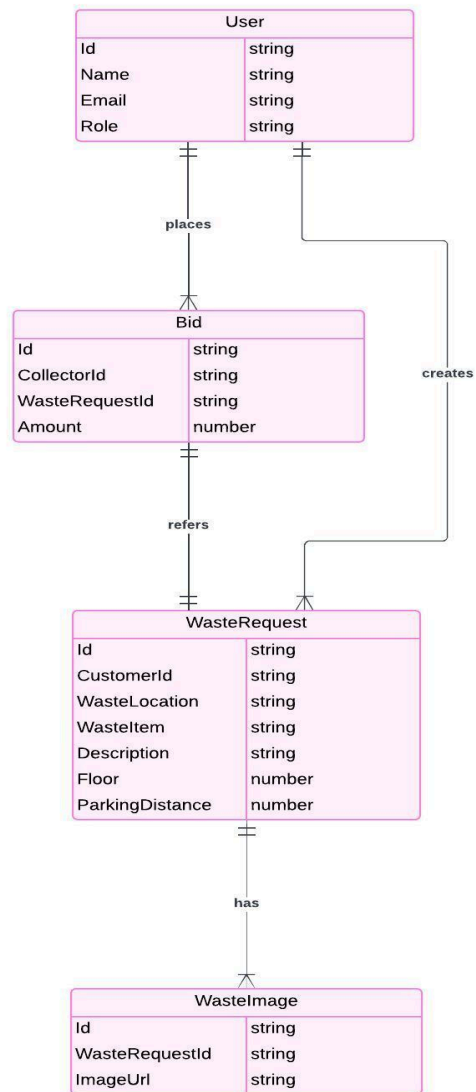 User
Id string
Name string
Email string
Role string
places
Bid
Id string
CollectorId string
WasteRequestId string
Amount number
creates
refers
WasteRequest
Id string
CustomerId string
WasteLocation string
WasteItem string
Description string
Floor number
ParkingDistance number
has
WasteImage
Id string
WasteRequestId string
ImageUrl string